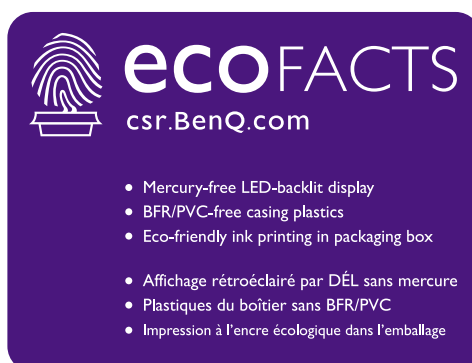 ecoFACTS
csr.BenQ.com
• Mercury-free LED-backlit display
• BFR/PVC-free casing plastics
• Eco-friendly ink printing in packaging box
• Affichage rétroéclairé par DÉL sans mercure
• Plastiques du boîtier sans BFR/PVC
• Impression à l'encre écologique dans l'emballage